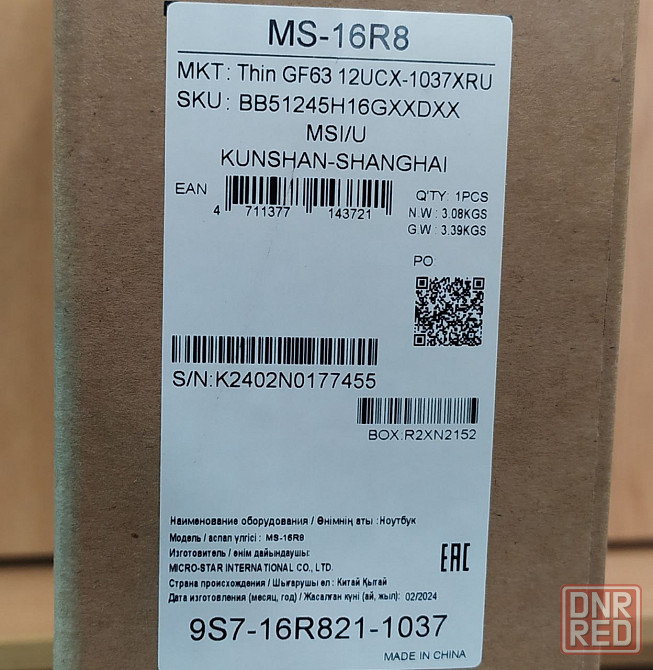 MS-16R8
MKT: Thin GF63 12UCX-1037XRU
SKU: BB51245H16GXXDXX
MSI/U
KUNSHAN-SHANGHAI
EAN
4 711377 143721
Q'TY: 1PCS
N.W: 3.08KGS
G.W: 3.39KGS
PO
S/N:K2402N0177455
BOX:R2XN2152
Наименование оборудования / Өнімнің аты :Ноутбук
Модель / аспап үлгісі : MS-16R8
Изготовитель / өнім дайындаушы:
MICRO-STAR INTERNATIONAL CO., LTD.
Страна происхождения / Шығарушы ел : Китай Қытай
Дата изготовления (месяц, год) / Жасалған күні (ай, жыл): 02/2024
EAC
9S7-16R821-1037
MADE IN CHINA
DNR
RED